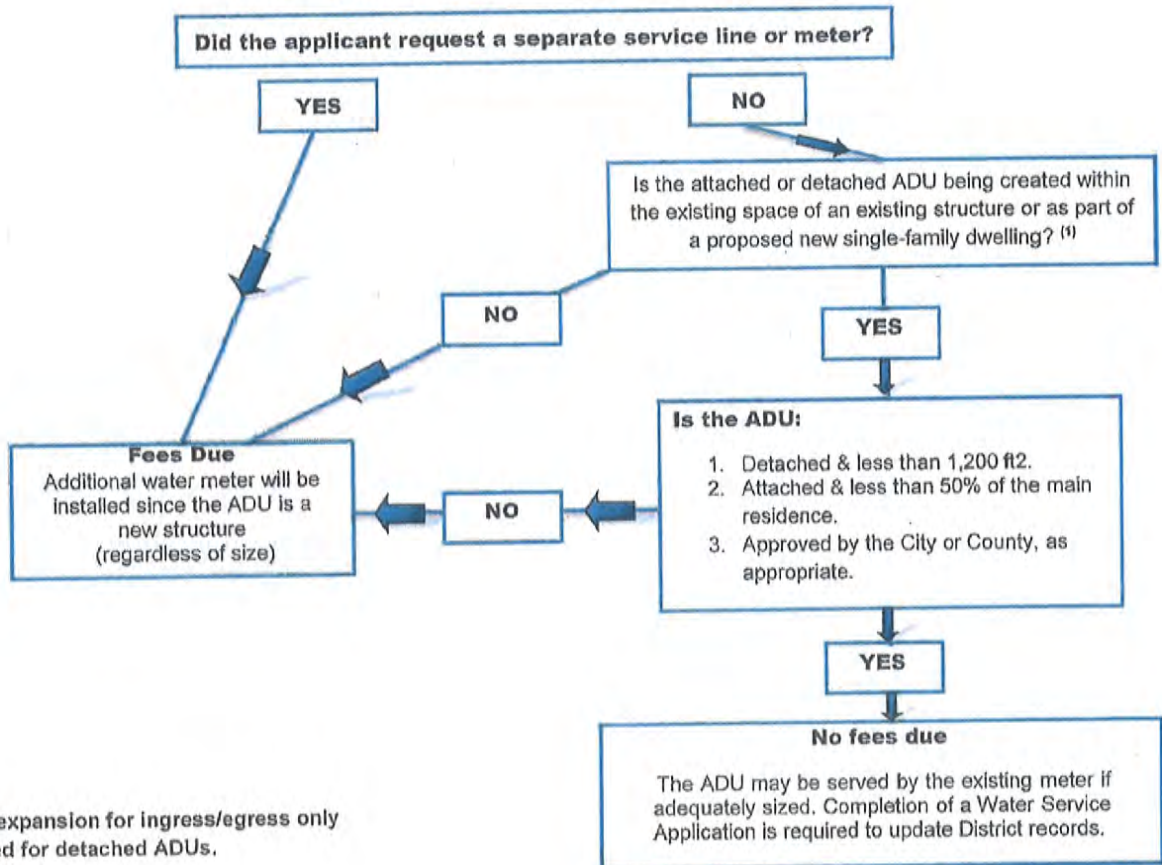 Did the applicant request a separate service line or meter?
YES
NO
Is the attached or detached ADU being created within
the existing space of an existing structure or as part of
a proposed new single-family dwelling? (1)
NO
YES
Is the ADU:
1. Detached & less than 1,200 ft2.
2. Attached & less than 50% of the main
residence.
3. Approved by the City or County, as
appropriate.
Fees Due
Additional water meter will be
installed since the ADU is a
new structure
(regardless of size)
NO
YES
No fees due
The ADU may be served by the existing meter if
adequately sized. Completion of a Water Service
Application is required to update District records.
expansion for ingress/egress only
for detached ADUs.